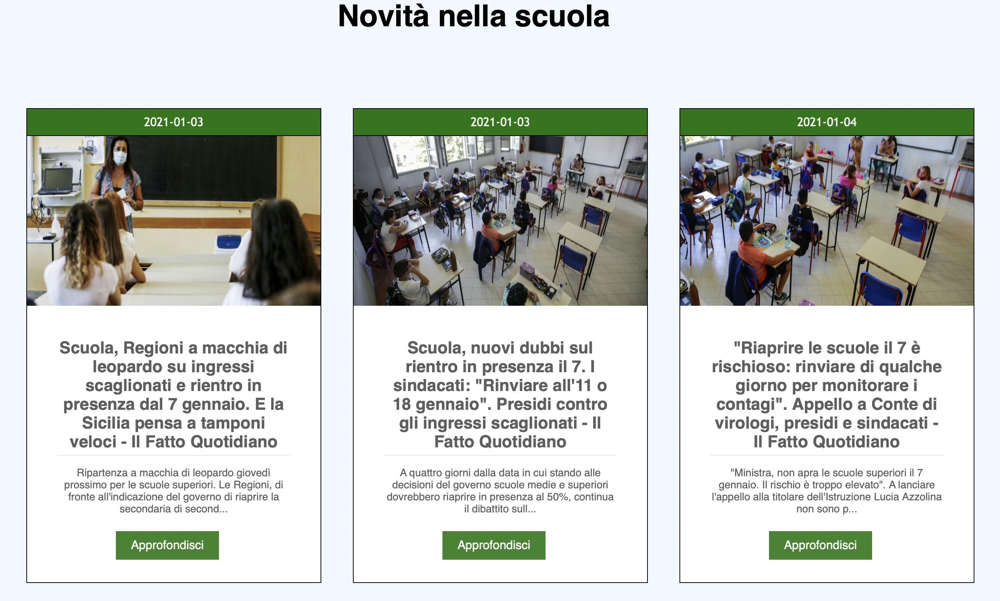 Novità nella scuola
2021-01-03
Scuola, Regioni a macchia di
leopardo su ingressi
scaglionati e rientro in
presenza dal 7 gennaio. E la
Sicilia pensa a tamponi
veloci - Il Fatto Quotidiano
Ripartenza a macchia di leopardo giovedì
prossimo per le scuole superiori. Le Regioni, di
fronte all'indicazione del governo di riaprire la
secondaria di second...
Approfondisci
2021-01-03
Scuola, nuovi dubbi sul
rientro in presenza il 7. I
sindacati: "Rinviare all'11 o
18 gennaio". Presidi contro
gli ingressi scaglionati - Il
Fatto Quotidiano
A quattro giorni dalla data in cui stando alle
decisioni del governo scuole medie e superiori
dovrebbero riaprire in presenza al 50%, continua
il dibattito sull...
Approfondisci
2021-01-04
"Riaprire le scuole il 7 è
rischioso: rinviare di qualche
giorno per monitorare i
contagi". Appello a Conte di
virologi, presidi e sindacati -
Il Fatto Quotidiano
"Ministra, non apra le scuole superiori il 7
gennaio. Il rischio è troppo elevato". A lanciare
l'appello alla titolare dell'Istruzione Lucia Azzolina
non sono p...
Approfondisci